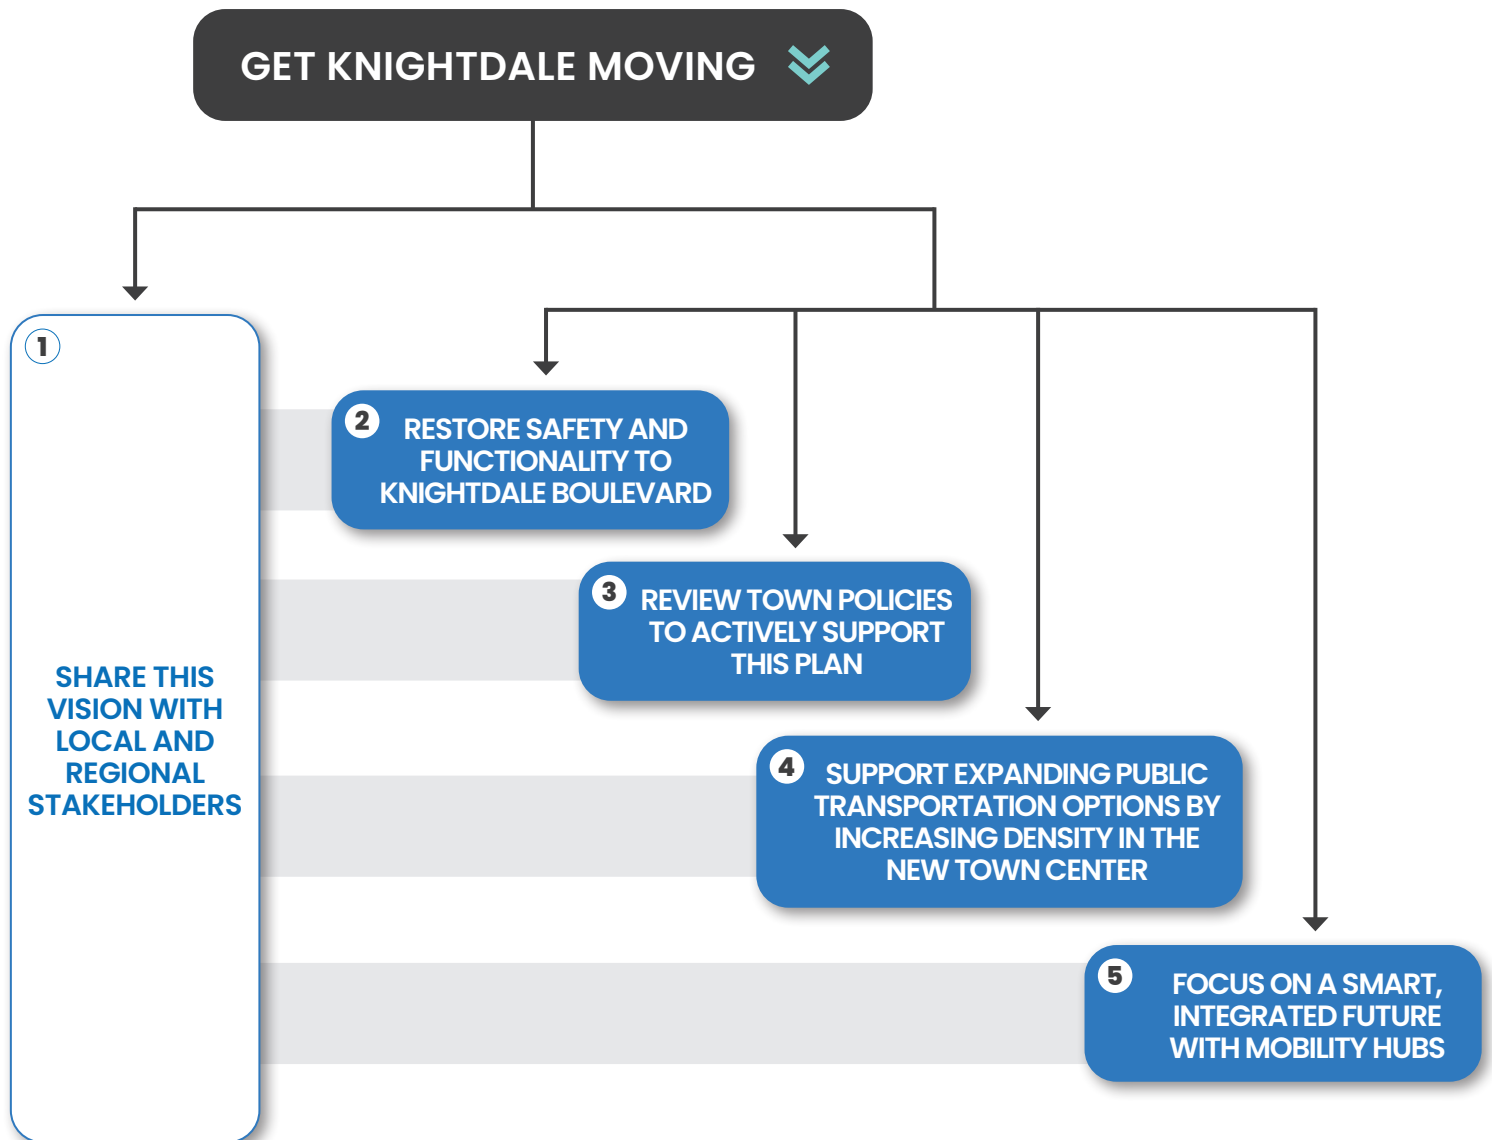 GET KNIGHTDALE MOVING
1
SHARE THIS
VISION WITH
LOCAL AND
REGIONAL
STAKEHOLDERS
2
RESTORE SAFETY AND
FUNCTIONALITY TO
KNIGHTDALE BOULEVARD
3
REVIEW TOWN POLICIES
TO ACTIVELY SUPPORT
THIS PLAN
4
SUPPORT EXPANDING PUBLIC
TRANSPORTATION OPTIONS BY
INCREASING DENSITY IN THE
NEW TOWN CENTER
5
FOCUS ON A SMART,
INTEGRATED FUTURE
WITH MOBILITY HUBS